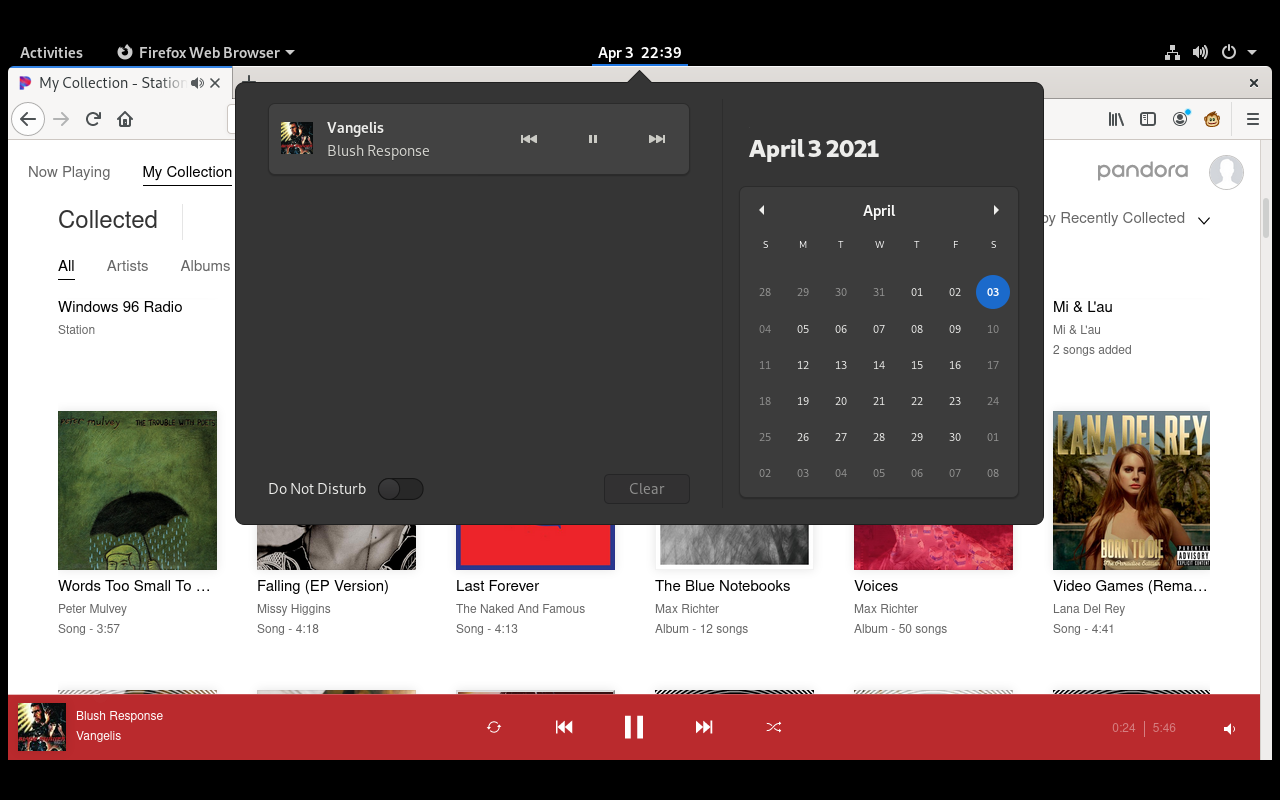 Activities
Firefox Web Browser
Apr 3 22:39
My Collection - Station
Vangelis
Blush Response
Do Not Disturb
Clear
April 3 2021
April
S M T W T F S
28 29 30 31 01 02 03
04 05 06 07 08 09 10
11 12 13 14 15 16 17
18 19 20 21 22 23 24
25 26 27 28 29 30 01
02 03 04 05 06 07 08
Now Playing
My Collection
pandora
Collected
by Recently Collected
All
Artists
Albums
Windows 96 Radio
Station
Mi & L'au
Mi & L'au
2 songs added
peter mulvey THE TROUBLE WITH POETS
LANA DEL REY
BORN TO DIE
The Paradise Edition
PARENTAL
ADVISORY
EXPLICIT CONTENT
Words Too Small To …
Peter Mulvey
Song - 3:57
Falling (EP Version)
Missy Higgins
Song - 4:18
Last Forever
The Naked And Famous
Song - 4:13
The Blue Notebooks
Max Richter
Album - 12 songs
Voices
Max Richter
Album - 50 songs
Video Games (Rema…
Lana Del Rey
Song - 4:41
Blush Response
Vangelis
0:24
5:46